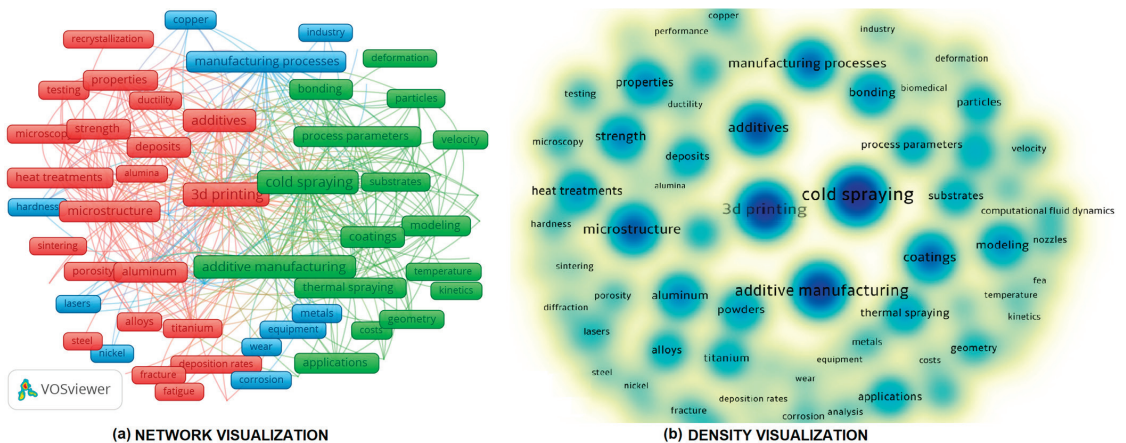 copper
industry
recrystallization
manufacturing processes
deformation
properties
testing
ductility
bonding
particles
additives
microscopy
strength
process parameters
velocity
deposits
heat treatments
alumina
cold spraying
substrates
3d printing
hardness
microstructure
modeling
coatings
sintering
porosity
aluminum
additive manufacturing
temperature
thermal spraying
kinetics
lasers
metals
alloys
titanium
equipment
costs
geometry
steel
nickel
wear
deposition rates
applications
fracture
corrosion
fatigue
VOSviewer
(a) NETWORK VISUALIZATION
copper
performance
industry
manufacturing processes
deformation
properties
testing
ductility
bonding
biomedical
particles
additives
strength
microscopy
process parameters
velocity
deposits
alumina
heat treatments
cold spraying
substrates
3d printing
computational fluid dynamics
hardness
microstructure
modeling
nozzles
coatings
sintering
fea
porosity
aluminum
additive manufacturing
temperature
diffraction
powders
thermal spraying
kinetics
lasers
metals
alloys
titanium
equipment
costs
geometry
steel
nickel
wear
deposition rates
applications
fracture
corrosion
analysis
(b) DENSITY VISUALIZATION